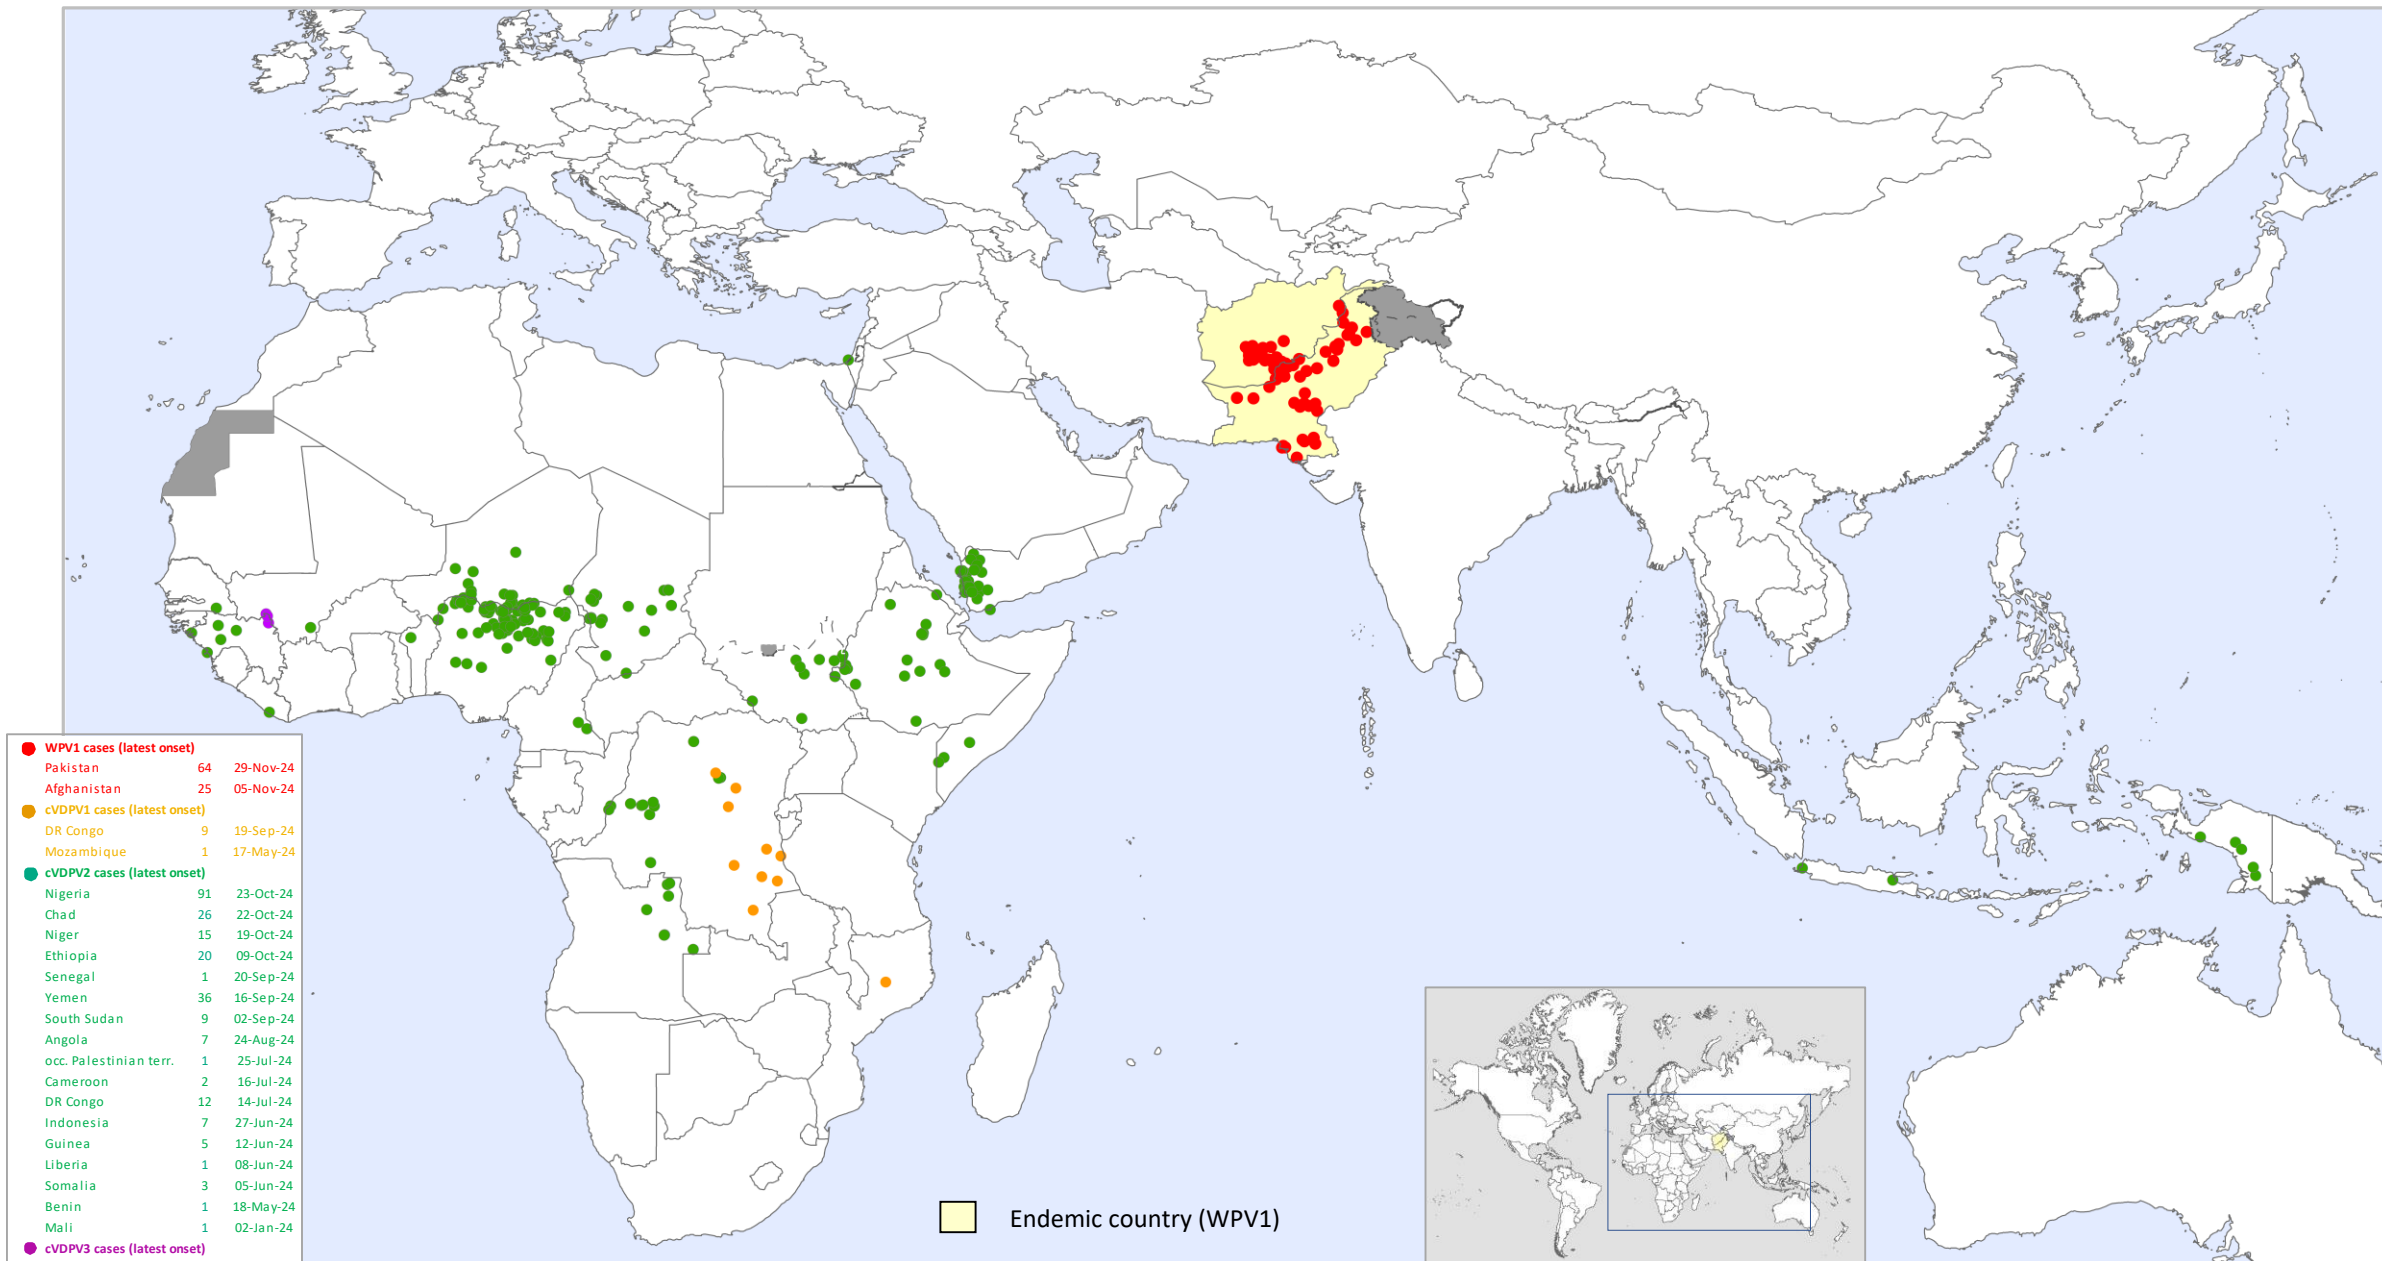 WPV1 cases (latest onset)
Pakistan 64 29-Nov-24
Afghanistan 25 05-Nov-24
cVDPV1 cases (latest onset)
DR Congo 9 19-Sep-24
Mozambique 1 17-May-24
cVDPV2 cases (latest onset)
Nigeria 91 23-Oct-24
Chad 26 22-Oct-24
Niger 15 19-Oct-24
Ethiopia 20 09-Oct-24
Senegal 1 20-Sep-24
Yemen 36 16-Sep-24
South Sudan 9 02-Sep-24
Angola 7 24-Aug-24
occ. Palestinian terr. 1 25-Jul-24
Cameroon 2 16-Jul-24
DR Congo 12 14-Jul-24
Indonesia 7 27-Jun-24
Guinea 5 12-Jun-24
Liberia 1 08-Jun-24
Somalia 3 05-Jun-24
Benin 1 18-May-24
Mali 1 02-Jan-24
cVDPV3 cases (latest onset)
Endemic country (WPV1)